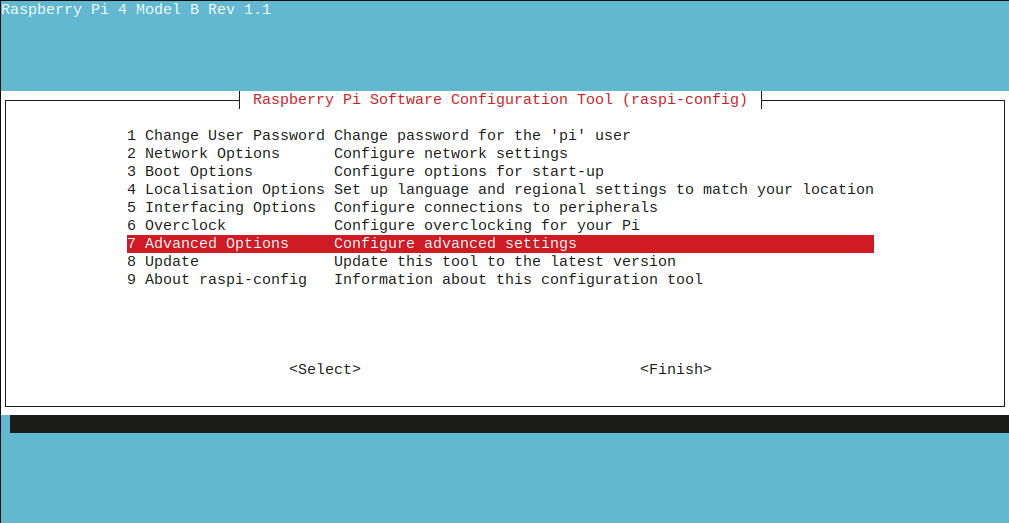 Raspberry Pi 4 Model B Rev 1.1
Raspberry Pi Software Configuration Tool (raspi-config)
1 Change User Password Change password for the 'pi' user
2 Network Options Configure network settings
3 Boot Options Configure options for start-up
4 Localisation Options Set up language and regional settings to match your location
5 Interfacing Options Configure connections to peripherals
6 Overclock Configure overclocking for your Pi
7 Advanced Options Configure advanced settings
8 Update Update this tool to the latest version
9 About raspi-config Information about this configuration tool
<Select> <Finish>